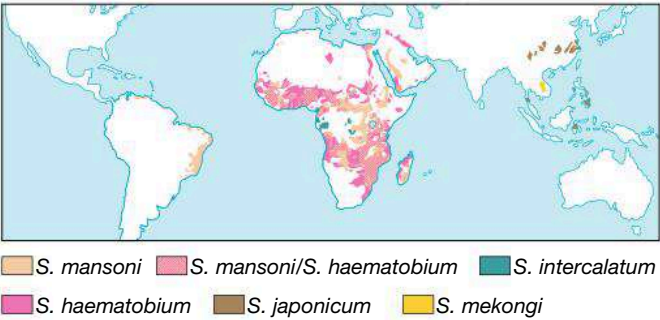 S. mansoni S. mansoni/S. haematobium S. intercalatum
S. haematobium S. japonicum S. mekongi